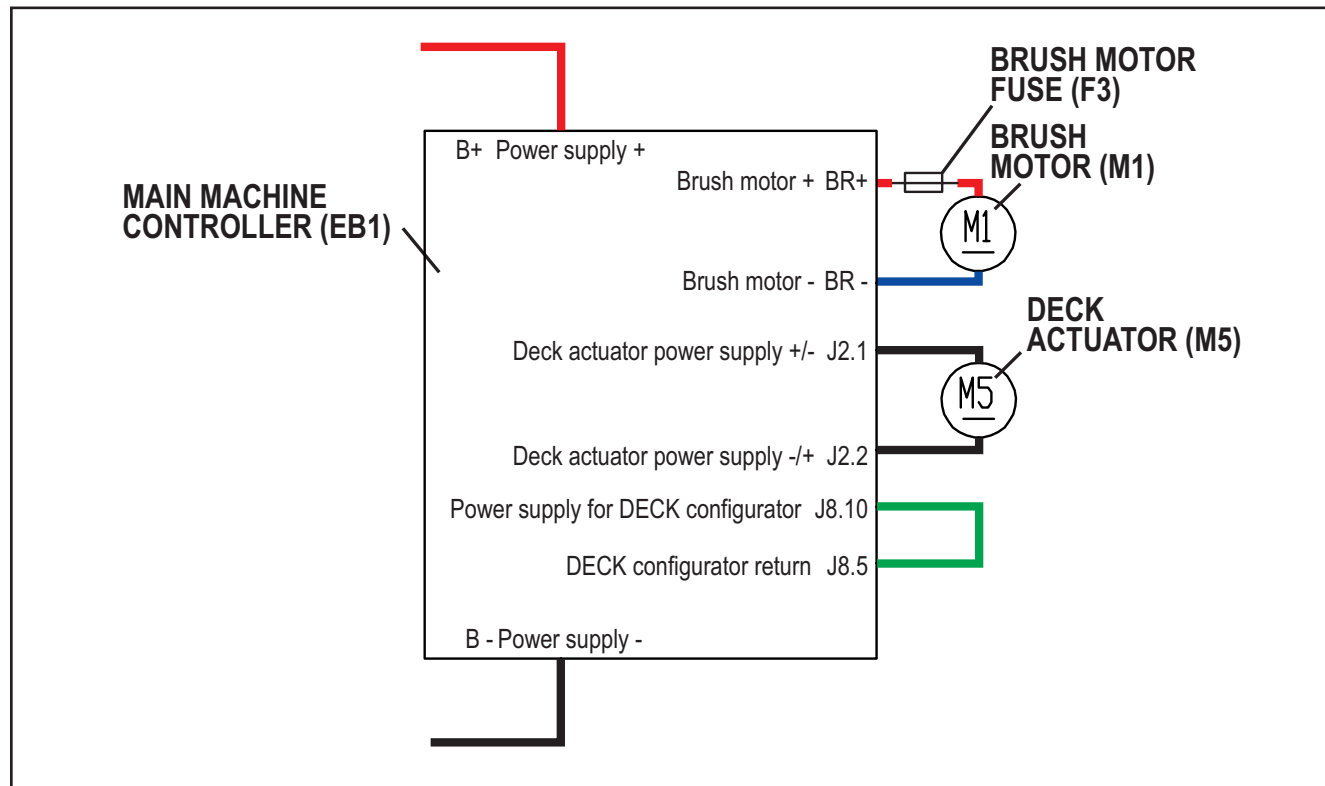 BRUSH MOTOR
FUSE (F3)
BRUSH
MOTOR (M1)
B+ Power supply +
Brush motor + BR+
MAIN MACHINE
CONTROLLER (EB1)
M1
Brush motor - BR -
DECK
ACTUATOR (M5)
Deck actuator power supply +/- J2.1
M5
Deck actuator power supply -/+ J2.2
Power supply for DECK configurator J8.10
DECK configurator return J8.5
B - Power supply -